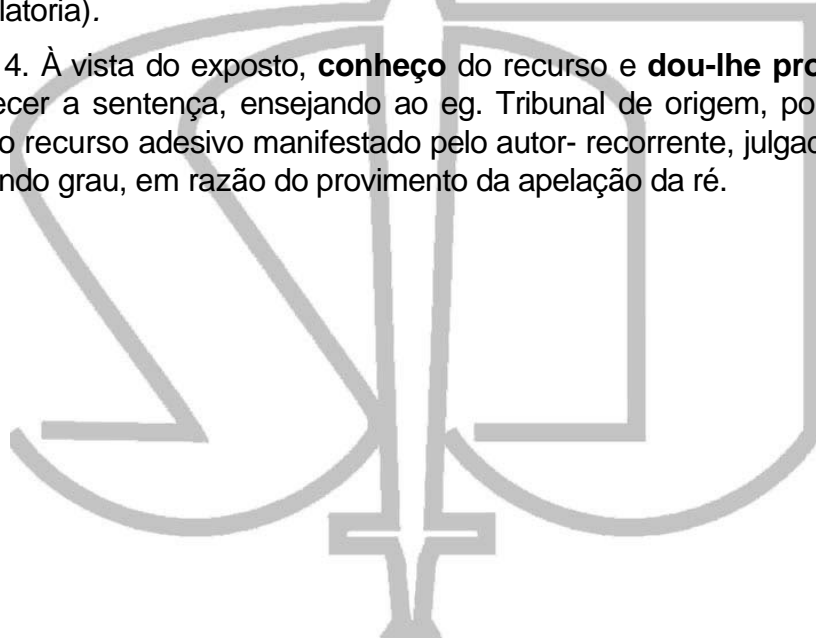 latoria).
4. À vista do exposto, conheço do recurso e dou-lhe pro
ecer a sentença, ensejando ao eg. Tribunal de origem, po
o recurso adesivo manifestado pelo autor- recorrente, julgac
ndo grau, em razão do provimento da apelação da ré.